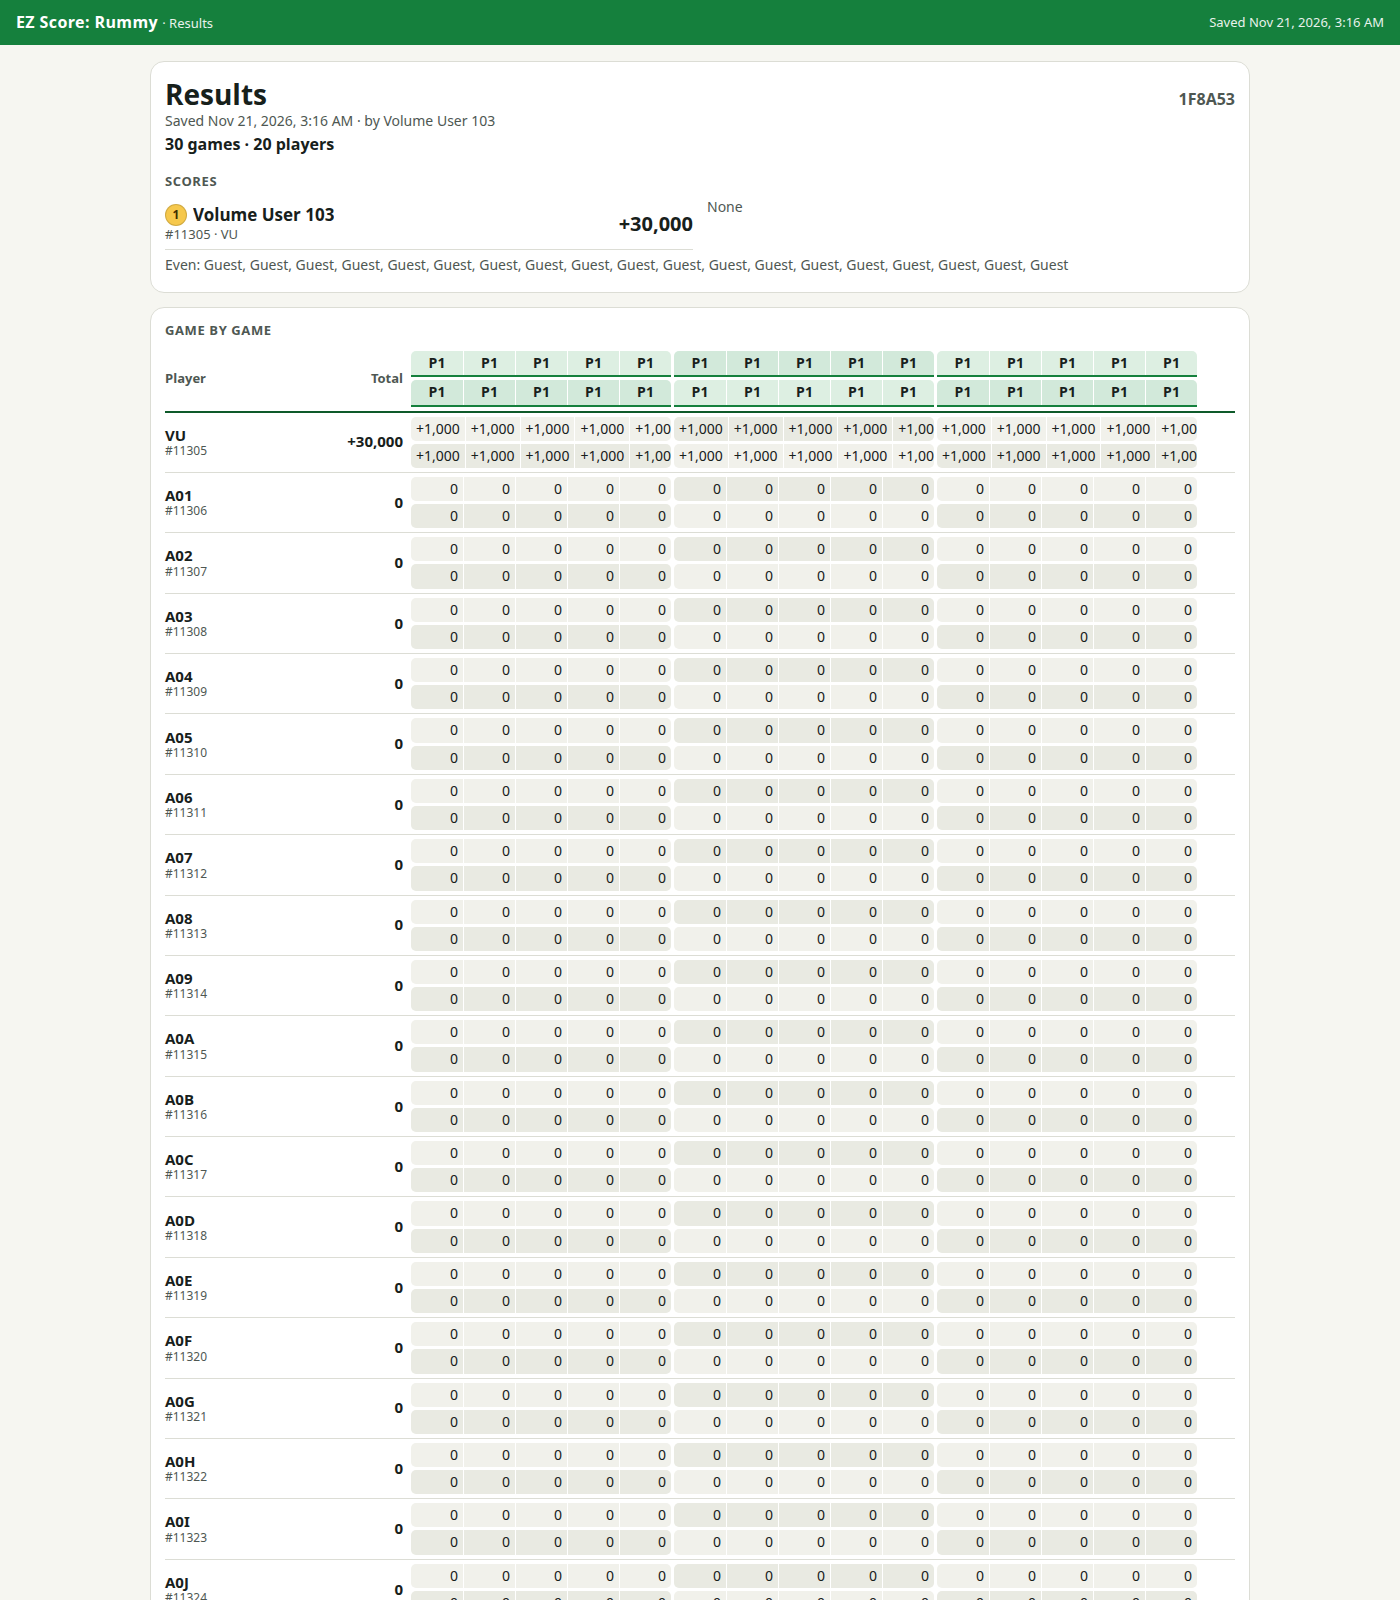 EZ Score: Rummy · Results
Saved Nov 21, 2026, 3:16 AM
Results
1F8A53
Saved Nov 21, 2026, 3:16 AM · by Volume User 103
30 games · 20 players
SCORES
1 Volume User 103
#11305 · VU
+30,000
None
Even: Guest, Guest, Guest, Guest, Guest, Guest, Guest, Guest, Guest, Guest, Guest, Guest, Guest, Guest, Guest, Guest, Guest, Guest, Guest
GAME BY GAME
Player Total
P1 P1 P1 P1 P1 P1 P1 P1 P1 P1 P1 P1 P1 P1 P1
P1 P1 P1 P1 P1 P1 P1 P1 P1 P1 P1 P1 P1 P1 P1
VU
#11305
+30,000
+1,000 +1,000 +1,000 +1,000 +1,00 +1,000 +1,000 +1,000 +1,000 +1,00 +1,000 +1,000 +1,000 +1,000 +1,00
+1,000 +1,000 +1,000 +1,000 +1,00 +1,000 +1,000 +1,000 +1,000 +1,00 +1,000 +1,000 +1,000 +1,000 +1,00
A01
#11306
0
0 0 0 0 0 0 0 0 0 0 0 0 0 0 0
0 0 0 0 0 0 0 0 0 0 0 0 0 0 0
A02
#11307
0
0 0 0 0 0 0 0 0 0 0 0 0 0 0 0
0 0 0 0 0 0 0 0 0 0 0 0 0 0 0
A03
#11308
0
0 0 0 0 0 0 0 0 0 0 0 0 0 0 0
0 0 0 0 0 0 0 0 0 0 0 0 0 0 0
A04
#11309
0
0 0 0 0 0 0 0 0 0 0 0 0 0 0 0
0 0 0 0 0 0 0 0 0 0 0 0 0 0 0
A05
#11310
0
0 0 0 0 0 0 0 0 0 0 0 0 0 0 0
0 0 0 0 0 0 0 0 0 0 0 0 0 0 0
A06
#11311
0
0 0 0 0 0 0 0 0 0 0 0 0 0 0 0
0 0 0 0 0 0 0 0 0 0 0 0 0 0 0
A07
#11312
0
0 0 0 0 0 0 0 0 0 0 0 0 0 0 0
0 0 0 0 0 0 0 0 0 0 0 0 0 0 0
A08
#11313
0
0 0 0 0 0 0 0 0 0 0 0 0 0 0 0
0 0 0 0 0 0 0 0 0 0 0 0 0 0 0
A09
#11314
0
0 0 0 0 0 0 0 0 0 0 0 0 0 0 0
0 0 0 0 0 0 0 0 0 0 0 0 0 0 0
A0A
#11315
0
0 0 0 0 0 0 0 0 0 0 0 0 0 0 0
0 0 0 0 0 0 0 0 0 0 0 0 0 0 0
A0B
#11316
0
0 0 0 0 0 0 0 0 0 0 0 0 0 0 0
0 0 0 0 0 0 0 0 0 0 0 0 0 0 0
A0C
#11317
0
0 0 0 0 0 0 0 0 0 0 0 0 0 0 0
0 0 0 0 0 0 0 0 0 0 0 0 0 0 0
A0D
#11318
0
0 0 0 0 0 0 0 0 0 0 0 0 0 0 0
0 0 0 0 0 0 0 0 0 0 0 0 0 0 0
A0E
#11319
0
0 0 0 0 0 0 0 0 0 0 0 0 0 0 0
0 0 0 0 0 0 0 0 0 0 0 0 0 0 0
A0F
#11320
0
0 0 0 0 0 0 0 0 0 0 0 0 0 0 0
0 0 0 0 0 0 0 0 0 0 0 0 0 0 0
A0G
#11321
0
0 0 0 0 0 0 0 0 0 0 0 0 0 0 0
0 0 0 0 0 0 0 0 0 0 0 0 0 0 0
A0H
#11322
0
0 0 0 0 0 0 0 0 0 0 0 0 0 0 0
0 0 0 0 0 0 0 0 0 0 0 0 0 0 0
A0I
#11323
0
0 0 0 0 0 0 0 0 0 0 0 0 0 0 0
0 0 0 0 0 0 0 0 0 0 0 0 0 0 0
A0J
#11324
0
0 0 0 0 0 0 0 0 0 0 0 0 0 0 0